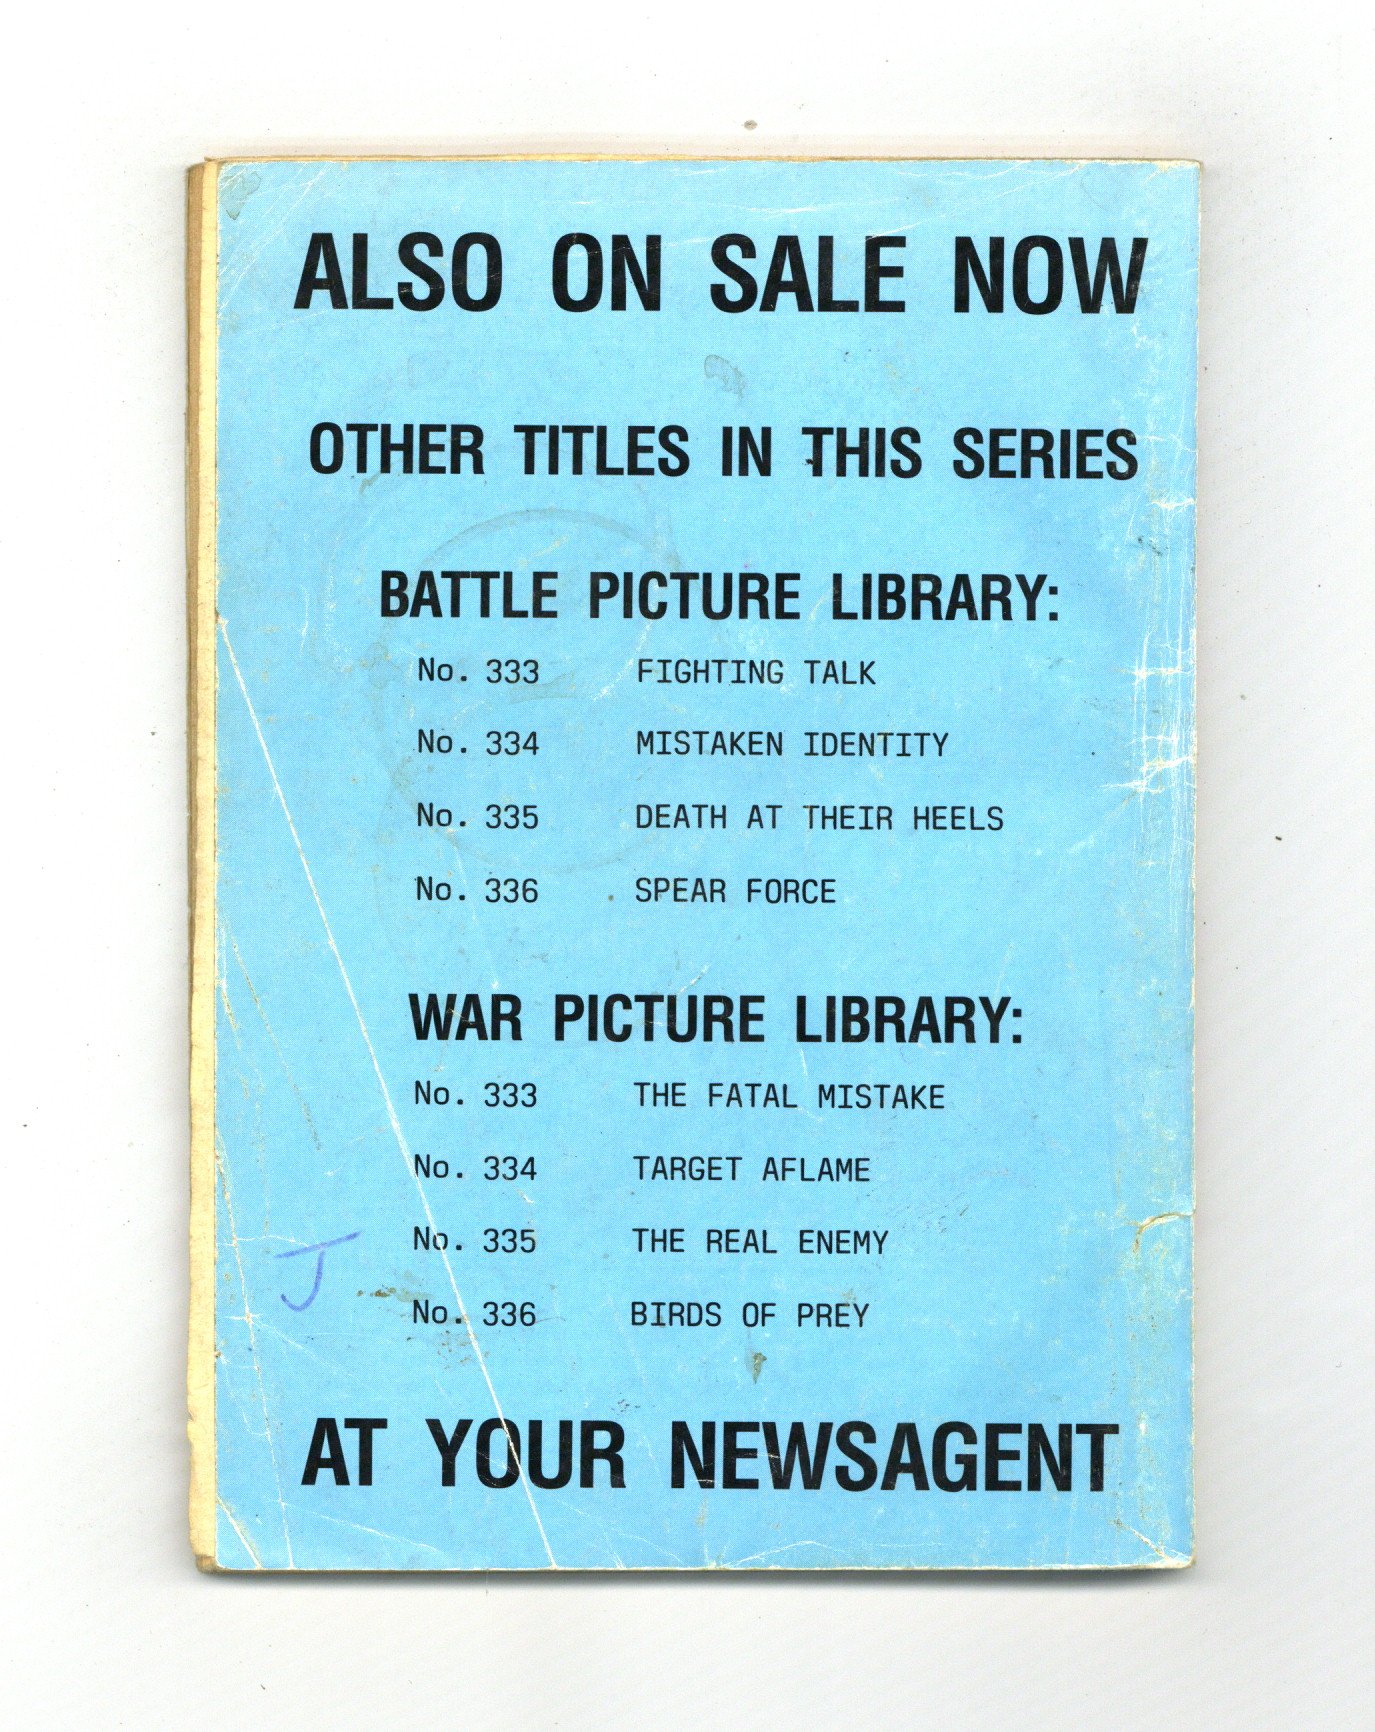 ALSO ON SALE NOW
OTHER TITLES IN THIS SERIES
BATTLE PICTURE LIBRARY:
No. 333 FIGHTING TALK
No. 334 MISTAKEN IDENTITY
No. 335 DEATH AT THEIR HEELS
No. 336 SPEAR FORCE
WAR PICTURE LIBRARY:
No. 333 THE FATAL MISTAKE
No. 334 TARGET AFLAME
No. 335 THE REAL ENEMY
J
No. 336 BIRDS OF PREY
AT YOUR NEWSAGENT